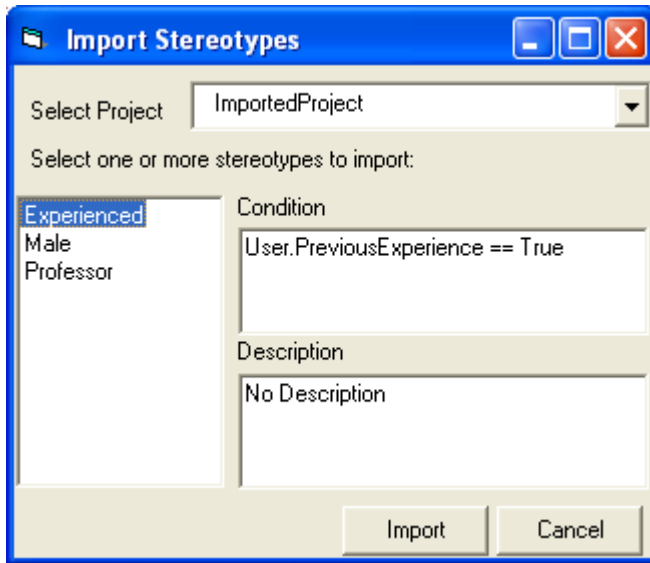 Import Stereotypes
Select Project
ImportedProject
Select one or more stereotypes to import:
Experienced
Male
Professor
Condition
User.PreviousExperience == True
Description
No Description
Import
Cancel